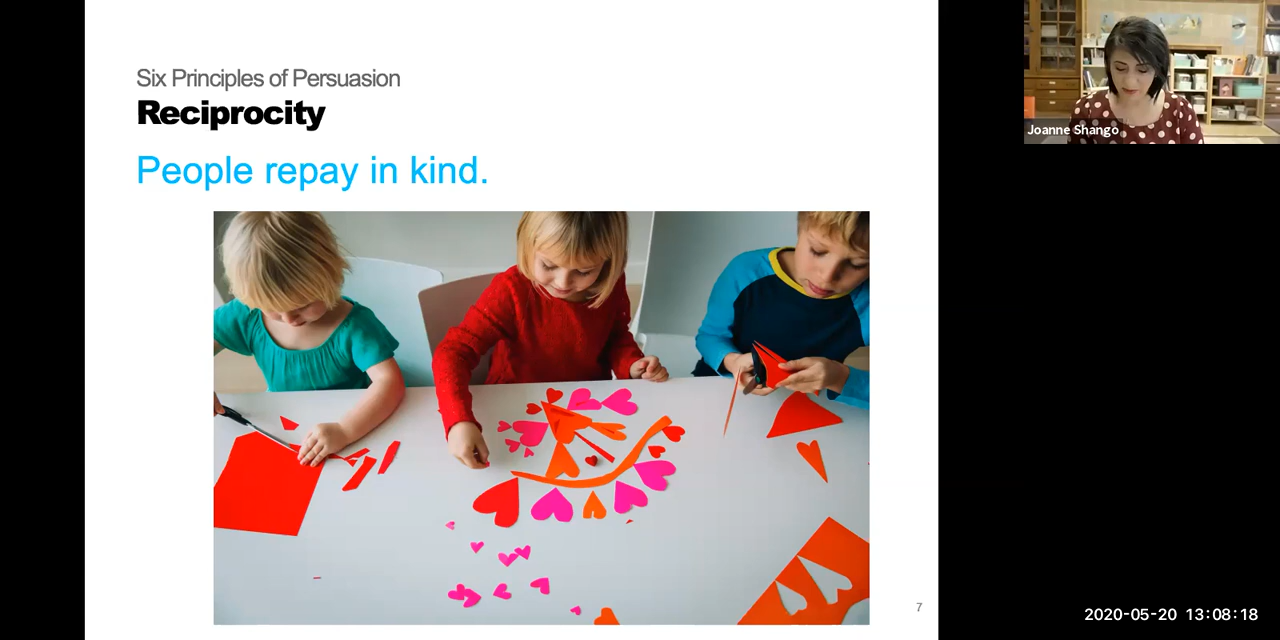 Six Principles of Persuasion
Reciprocity
People repay in kind.
7
Joanne Shango
2020-05-20 13:08:18